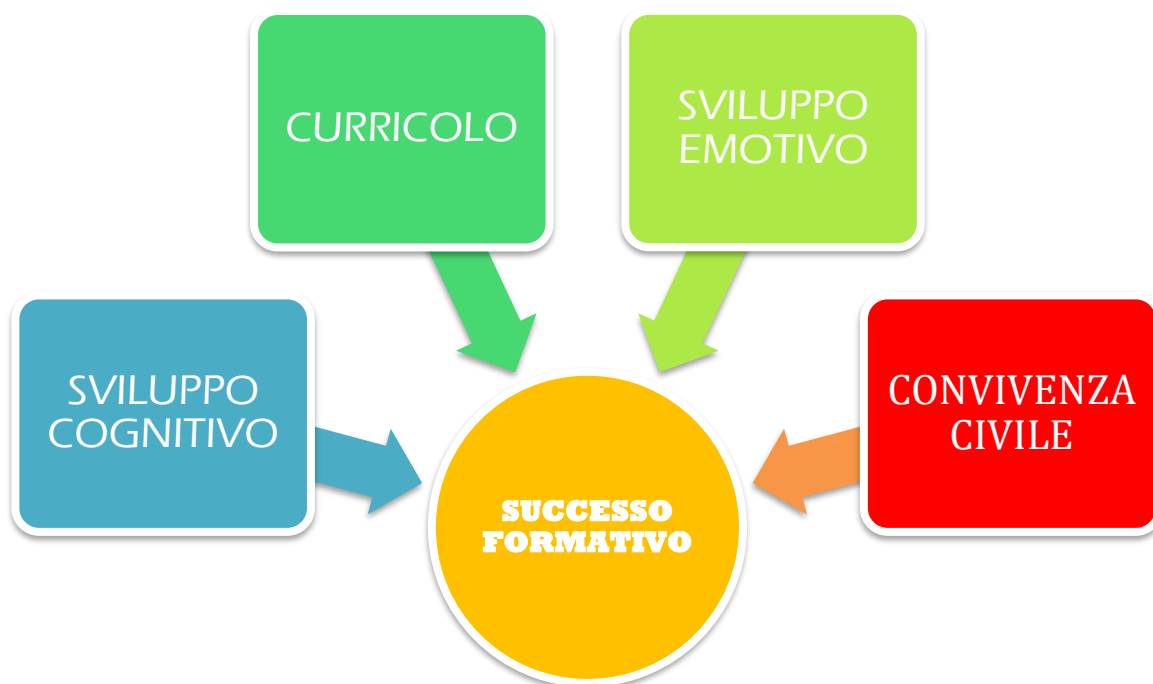 CURRICOLO
SVILUPPO
EMOTIVO
SVILUPPO
COGNITIVO
CONVIVENZA
CIVILE
SUCCESSO
FORMATIVO